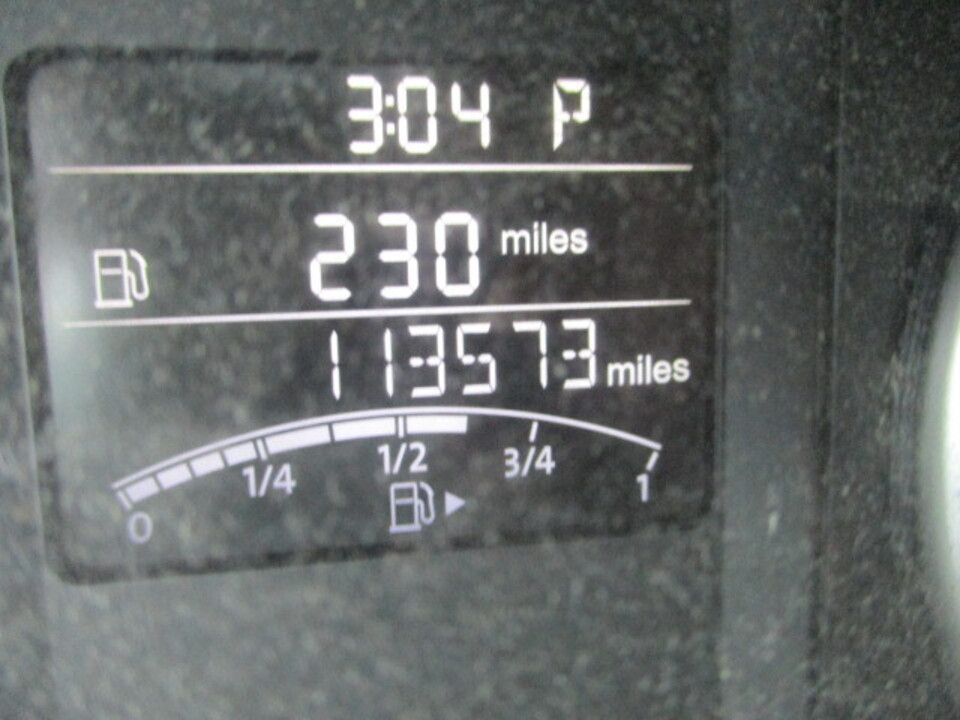 3:04 P
230 miles
113573 miles
0 1/4 1/2 3/4 1